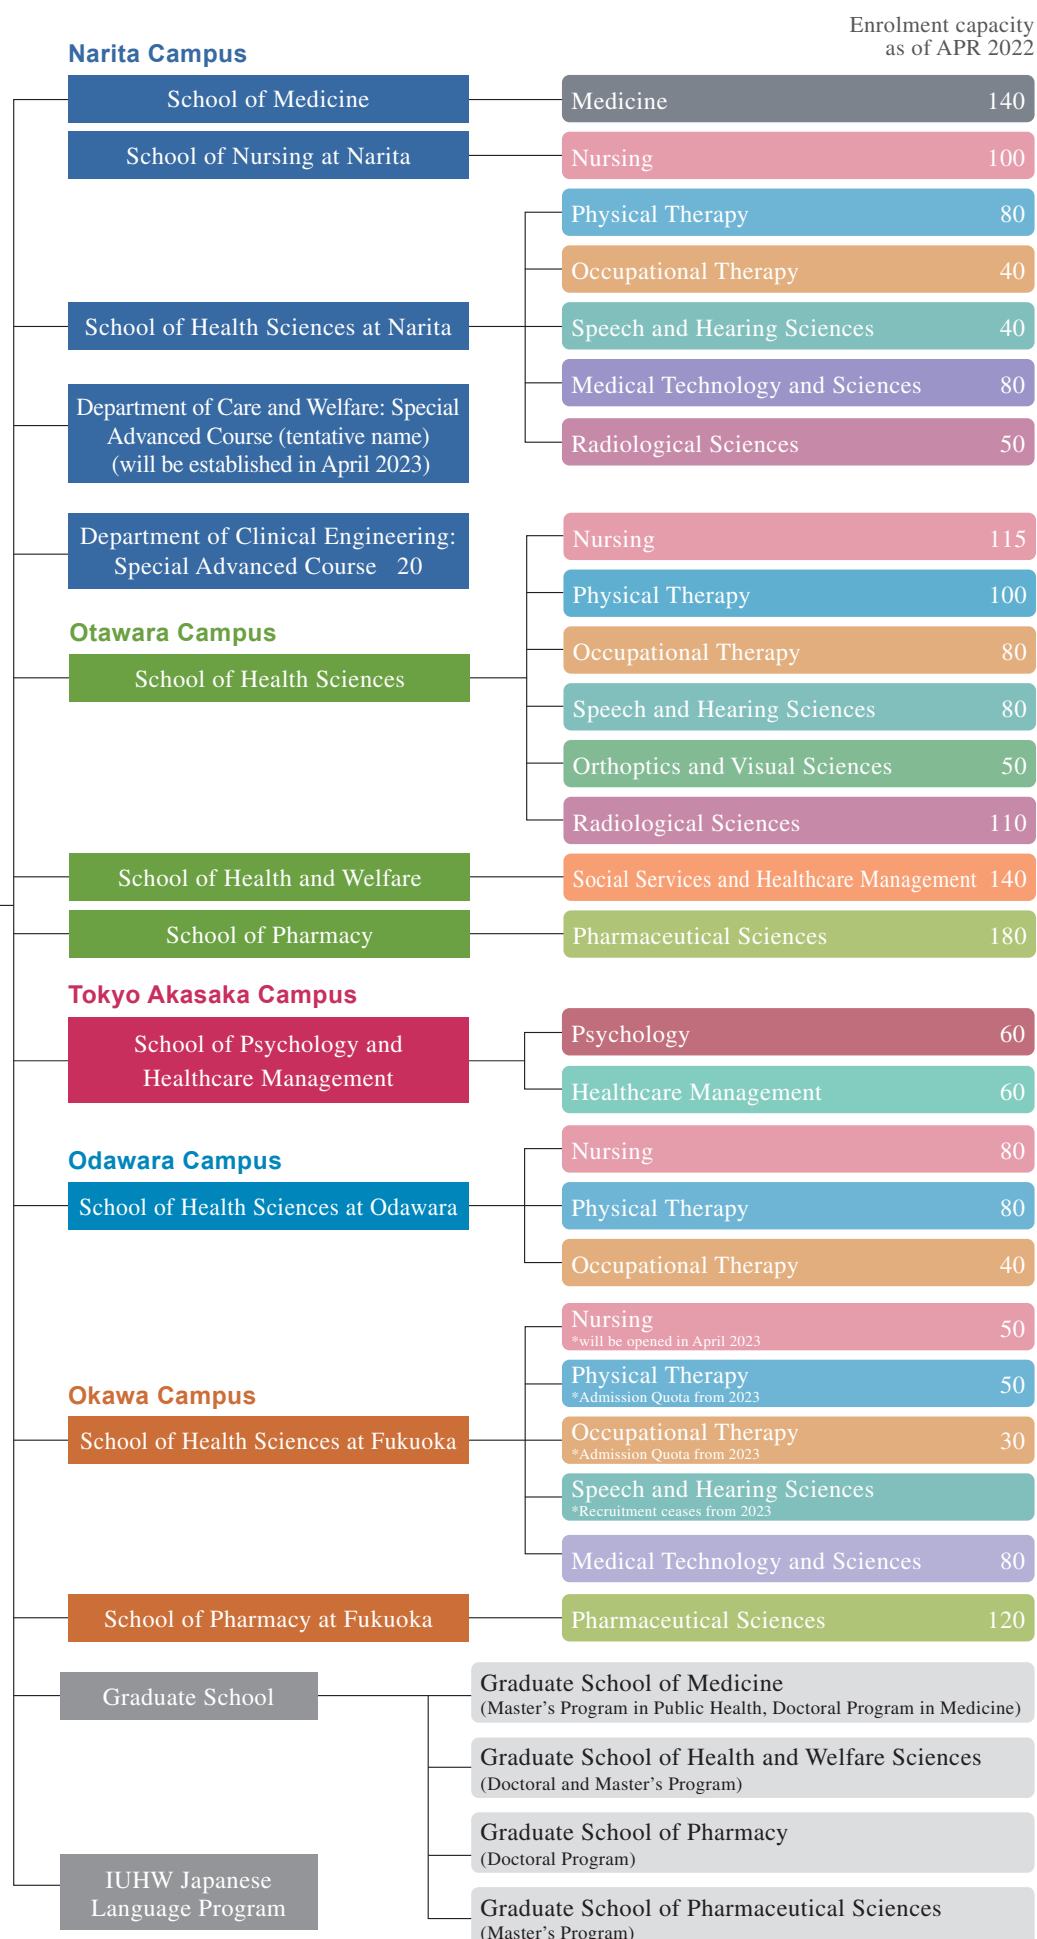 Enrolment capacity
as of APR 2022
Narita Campus
School of Medicine
Medicine 140
School of Nursing at Narita
Nursing 100
Physical Therapy 80
Occupational Therapy 40
School of Health Sciences at Narita
Speech and Hearing Sciences 40
Medical Technology and Sciences 80
Radiological Sciences 50
Department of Care and Welfare: Special
Advanced Course (tentative name)
(will be established in April 2023)
Department of Clinical Engineering:
Special Advanced Course 20
Otawara Campus
School of Health Sciences
Nursing 115
Physical Therapy 100
Occupational Therapy 80
Speech and Hearing Sciences 80
Orthoptics and Visual Sciences 50
Radiological Sciences 110
School of Health and Welfare
Social Services and Healthcare Management 140
School of Pharmacy
Pharmaceutical Sciences 180
Tokyo Akasaka Campus
School of Psychology and
Healthcare Management
Psychology 60
Healthcare Management 60
Odawara Campus
School of Health Sciences at Odawara
Nursing 80
Physical Therapy 80
Occupational Therapy 40
Okawa Campus
School of Health Sciences at Fukuoka
Nursing 50
*will be opened in April 2023
Physical Therapy 50
*Admission Quota from 2023
Occupational Therapy 30
*Admission Quota from 2023
Speech and Hearing Sciences
*Recruitment ceases from 2023
Medical Technology and Sciences 80
School of Pharmacy at Fukuoka
Pharmaceutical Sciences 120
Graduate School
Graduate School of Medicine
(Master's Program in Public Health, Doctoral Program in Medicine)
Graduate School of Health and Welfare Sciences
(Doctoral and Master's Program)
Graduate School of Pharmacy
(Doctoral Program)
Graduate School of Pharmaceutical Sciences
(Master's Program)
IUHW Japanese
Language Program